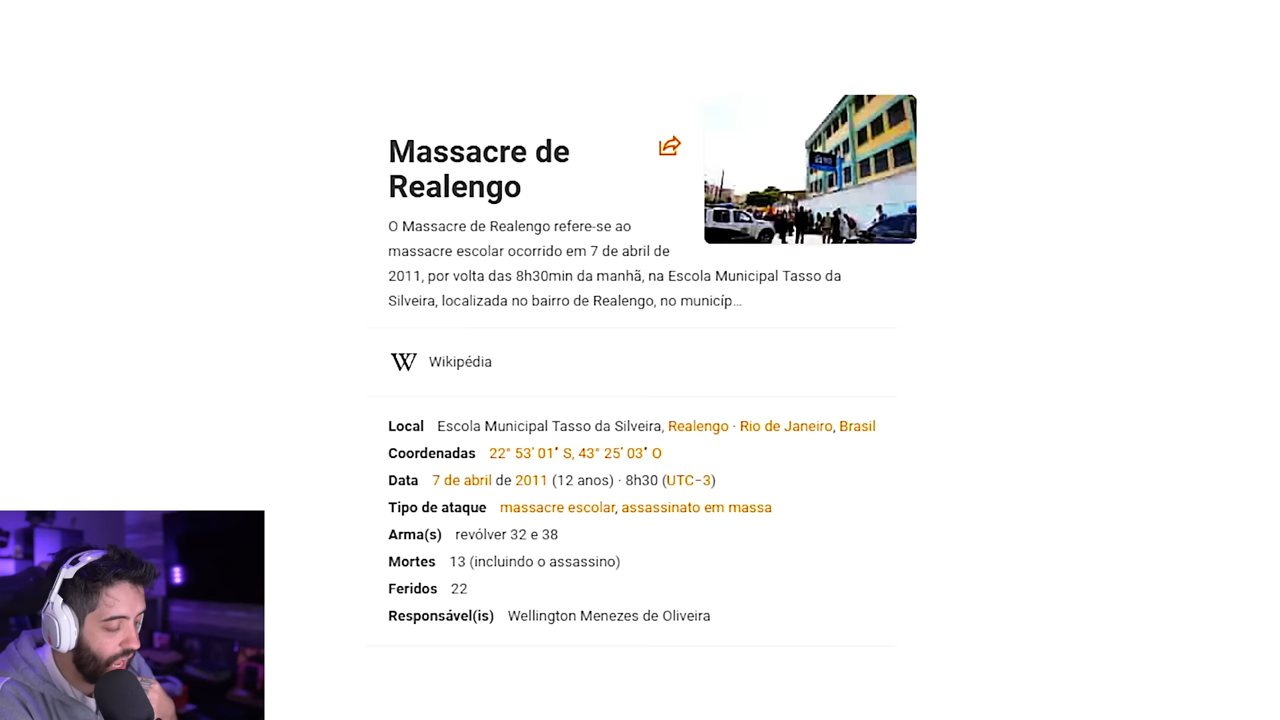 Massacre de
Realengo
O Massacre de Realengo refere-se ao
massacre escolar ocorrido em 7 de abril de
2011, por volta das 8h30min da manhã, na Escola Municipal Tasso da
Silveira, localizada no bairro de Realengo, no municíp...
W Wikipédia
Local Escola Municipal Tasso da Silveira, Realengo · Rio de Janeiro, Brasil
Coordenadas 22° 53′ 01″ S, 43° 25′ 03″ O
Data 7 de abril de 2011 (12 anos) · 8h30 (UTC−3)
Tipo de ataque massacre escolar, assassinato em massa
Arma(s) revólver 32 e 38
Mortes 13 (incluindo o assassino)
Feridos 22
Responsável(is) Wellington Menezes de Oliveira